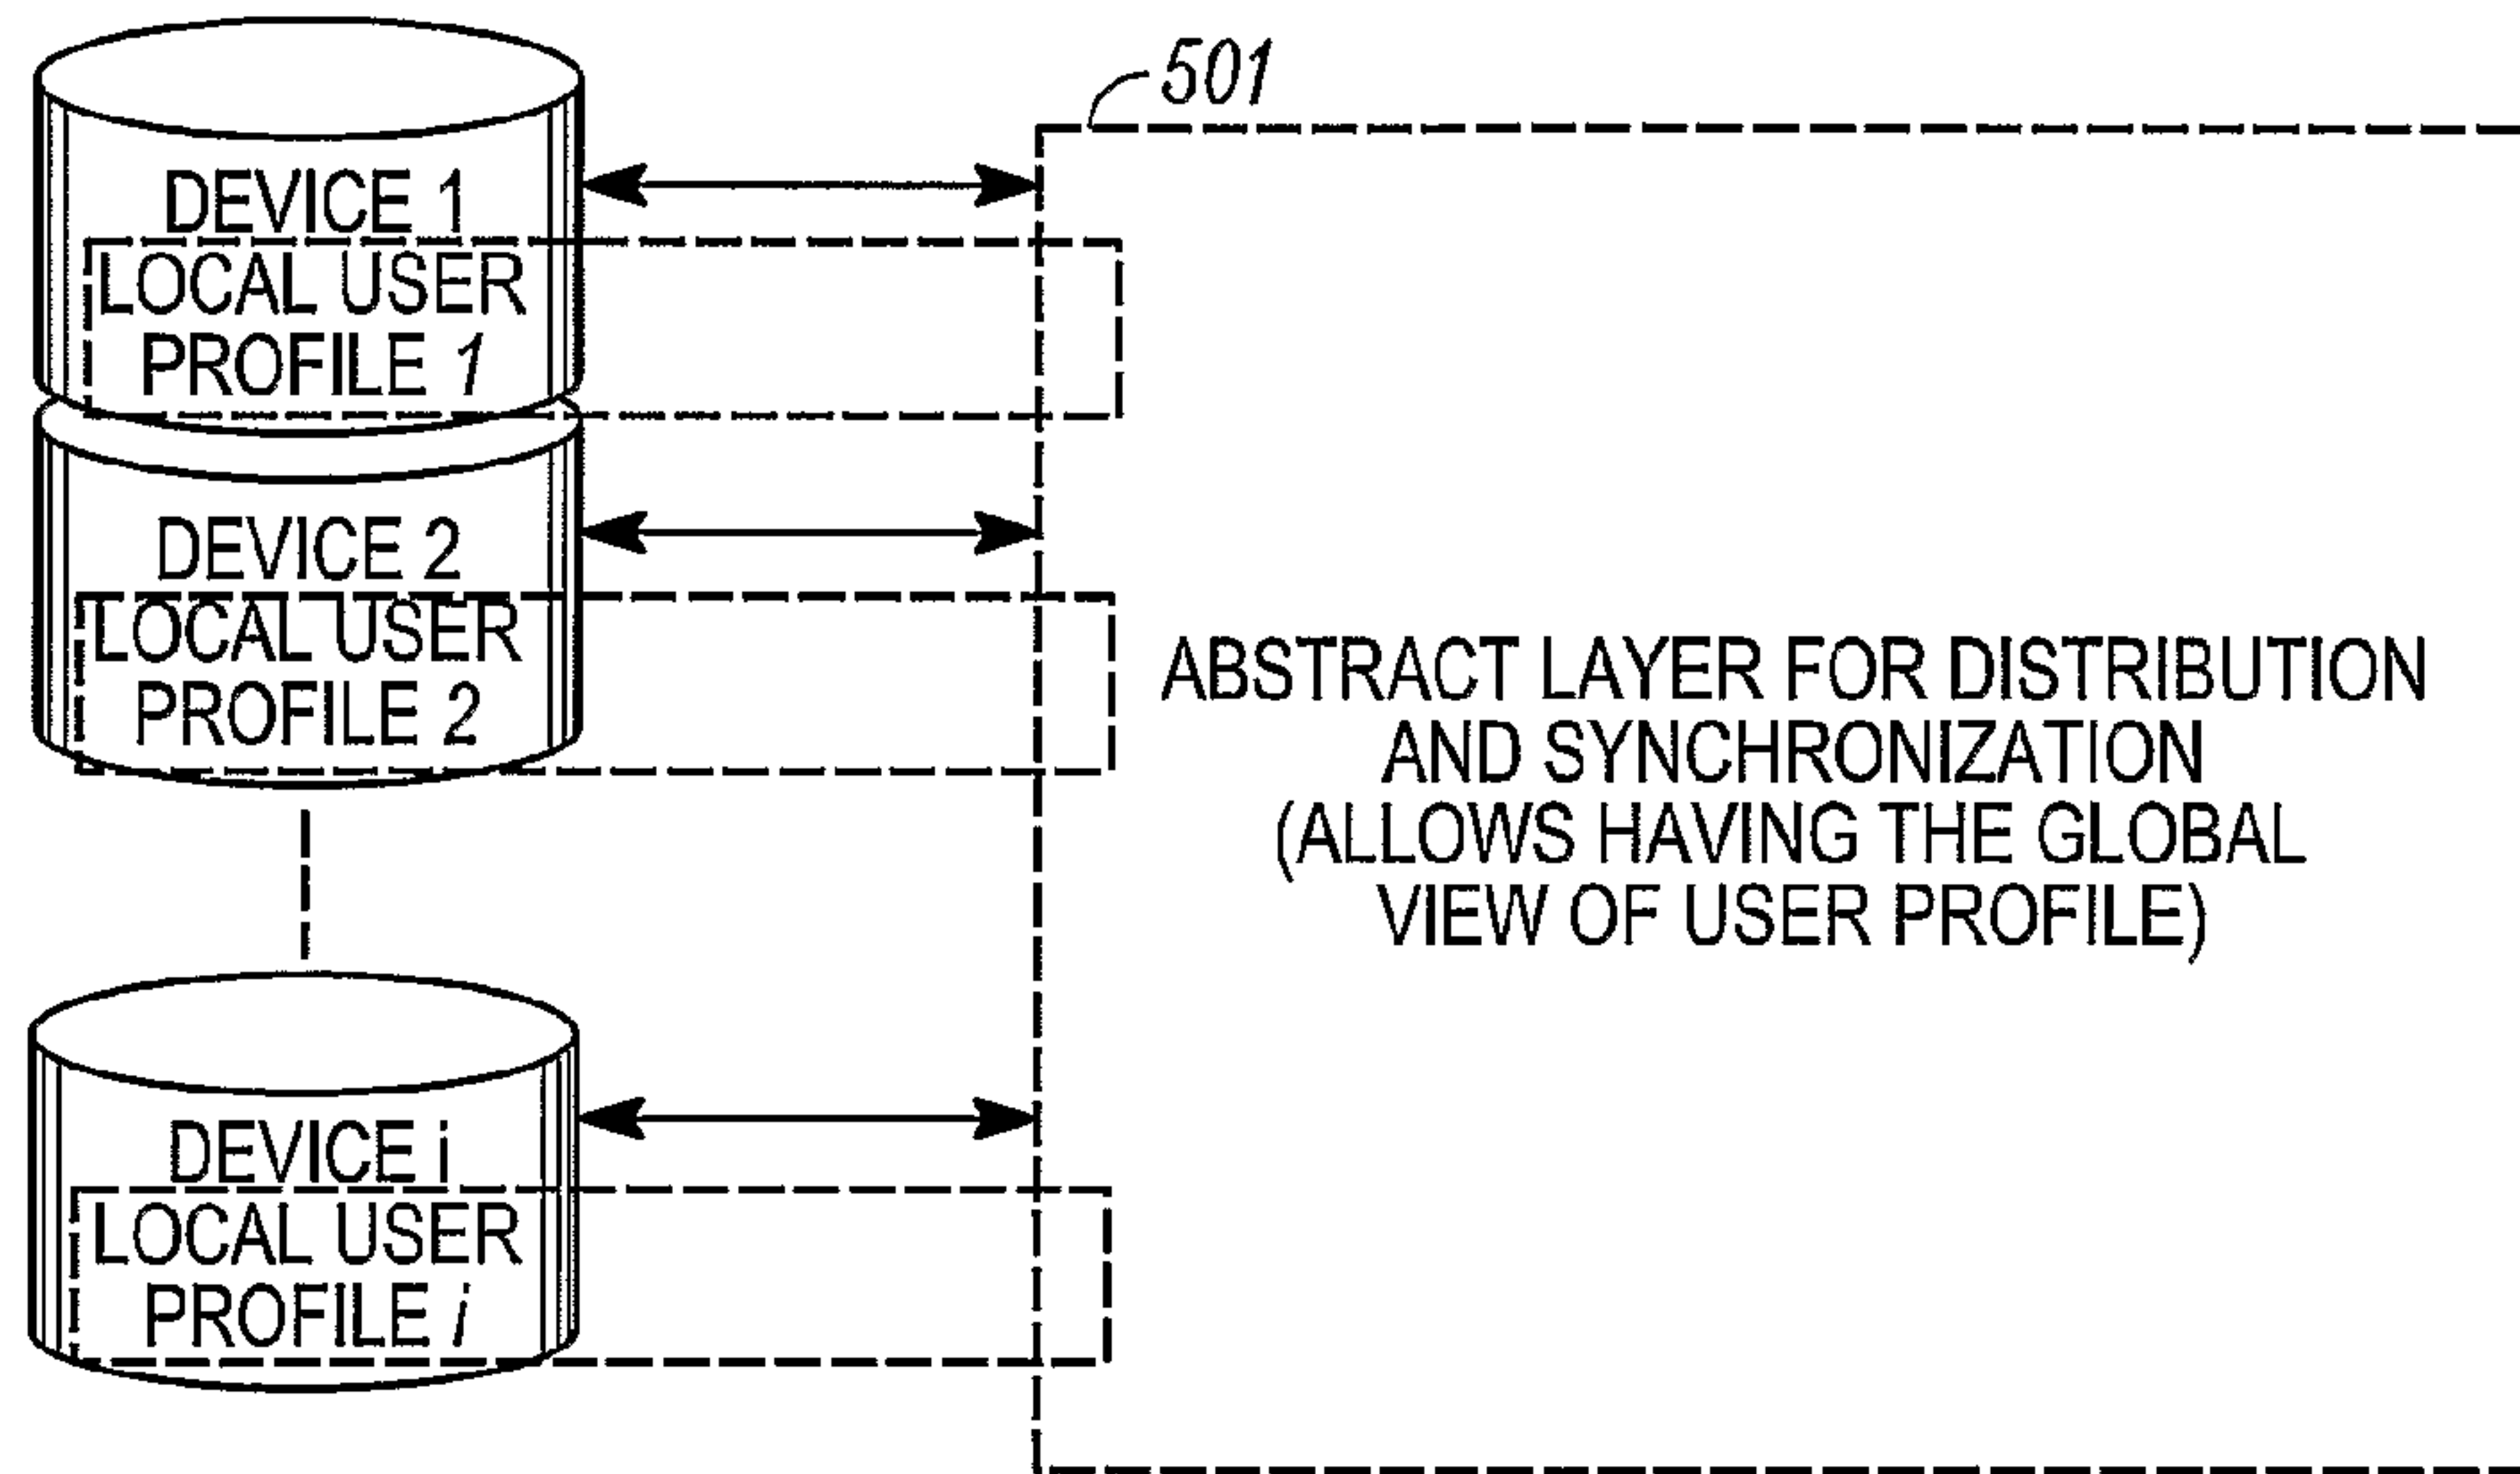 501
DEVICE 1
LOCAL USER
PROFILE 1
DEVICE 2
LOCAL USER
PROFILE 2
DEVICE i
LOCAL USER
PROFILE i
ABSTRACT LAYER FOR DISTRIBUTION
AND SYNCHRONIZATION
(ALLOWS HAVING THE GLOBAL
VIEW OF USER PROFILE)